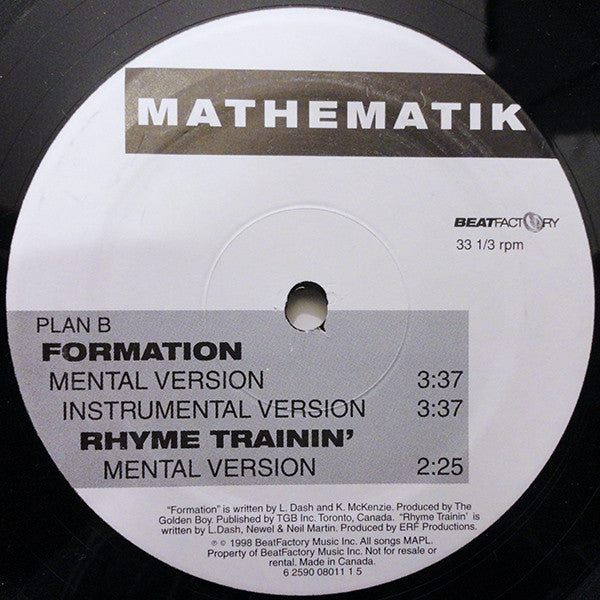 MATHEMATIK
BEATFACTORY
33 1/3 rpm
PLAN B
FORMATION
MENTAL VERSION 3:37
INSTRUMENTAL VERSION 3:37
RHYME TRAININ'
MENTAL VERSION 2:25
"Formation" is written by L. Dash and K. McKenzie. Produced by The
Golden Boy. Published by TGB Inc. Toronto, Canada. "Rhyme Trainin' is
written by L.Dash, Newel & Neil Martin. Produced by ERF Productions.
℗ © 1998 BeatFactory Music Inc. All songs MAPL.
Property of BeatFactory Music Inc. Not for resale or
rental. Made in Canada.
6 2590 08011 1 5